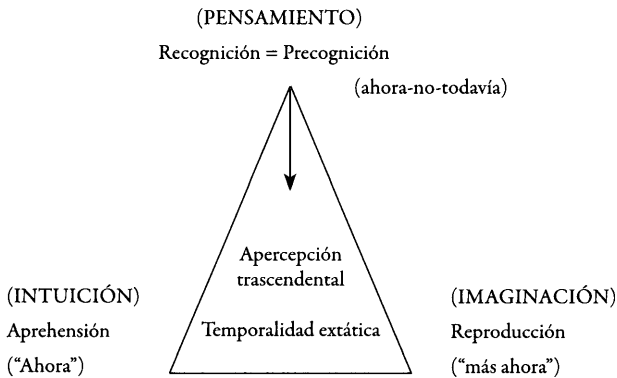 (PENSAMIENTO)
Recognición = Precognición
(ahora-no-todavía)
Apercepción
trascendental
Temporalidad extática
(INTUICIÓN)
Aprehensión
(“Ahora”)
(IMAGINACIÓN)
Reproducción
(“más ahora”)